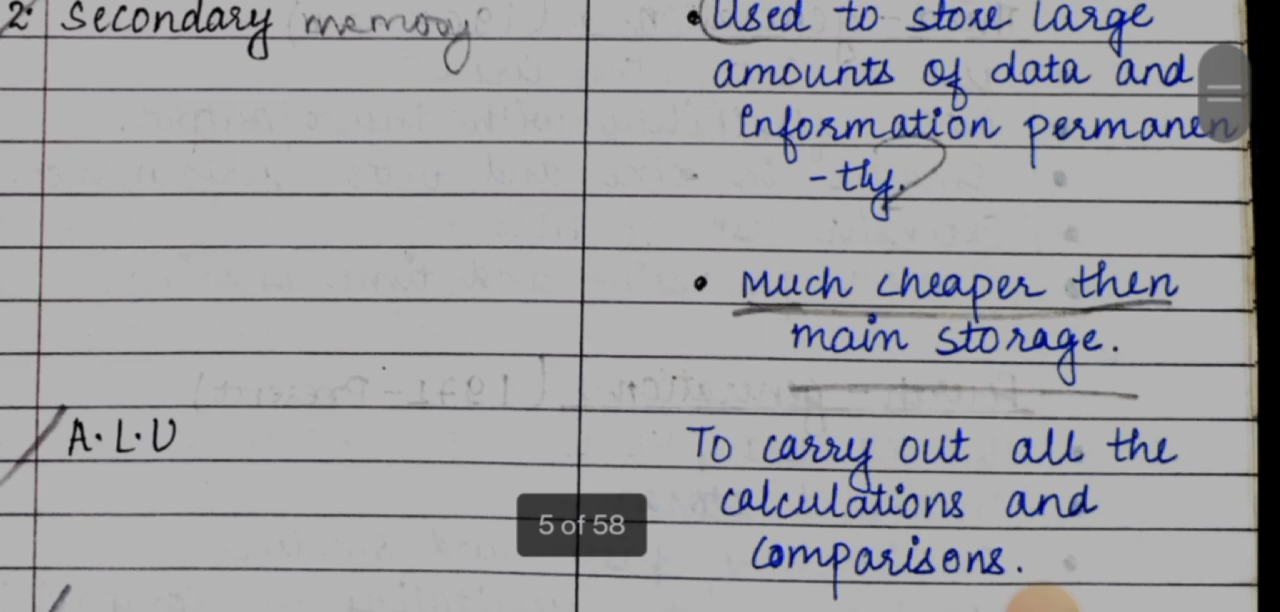 2. Secondary memory
• Used to store large
amounts of data and
Information permanen
-tly.
• Much cheaper then
main storage.
A.L.U
To carry out all the
calculations and
comparisons.
5 of 58